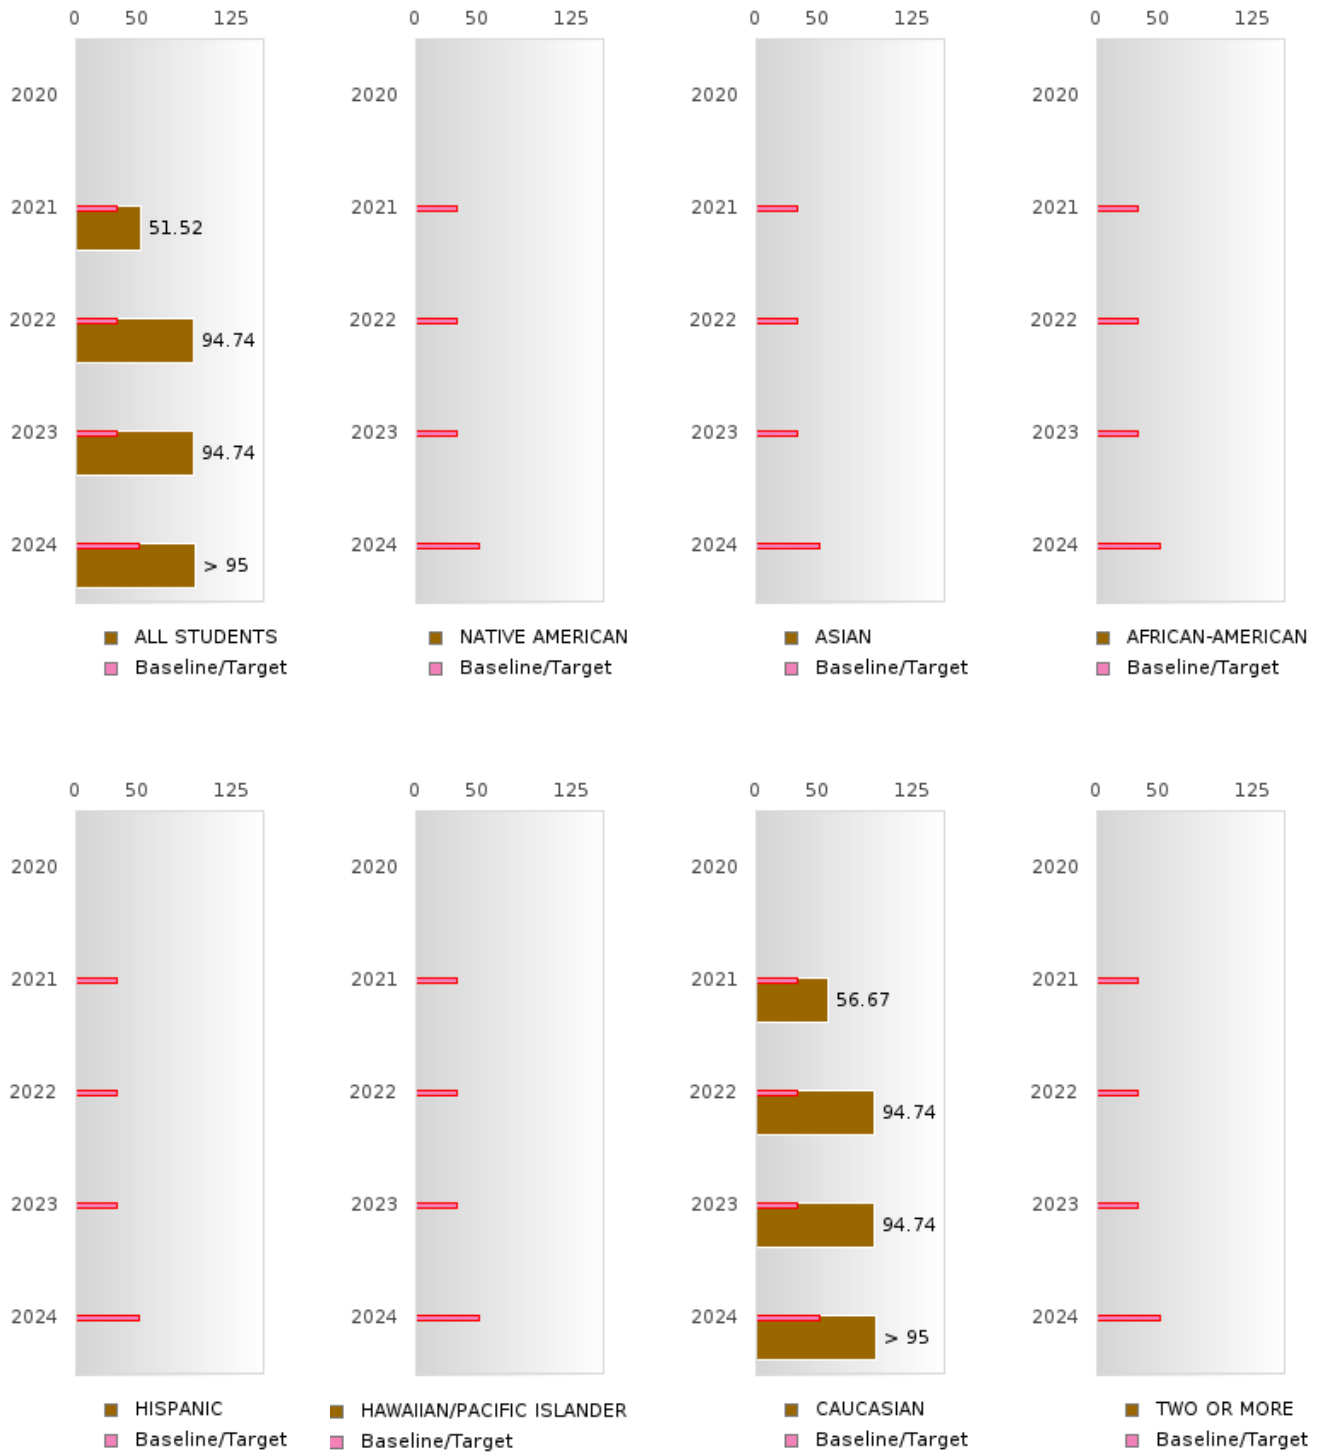 0 50 125 0 50 125 0 50 125 0 50 125
2020 2020 2020 2020
2021 51.52 2021 2021 2021
2022 94.74 2022 2022 2022
2023 94.74 2023 2023 2023
2024 > 95 2024 2024 2024
ALL STUDENTS NATIVE AMERICAN ASIAN AFRICAN-AMERICAN
Baseline/Target Baseline/Target Baseline/Target Baseline/Target
0 50 125 0 50 125 0 50 125 0 50 125
2020 2020 2020 2020
2021 2021 2021 56.67 2021
2022 2022 2022 94.74 2022
2023 2023 2023 94.74 2023
2024 2024 2024 > 95 2024
HISPANIC HAWAIIAN/PACIFIC ISLANDER CAUCASIAN TWO OR MORE
Baseline/Target Baseline/Target Baseline/Target Baseline/Target